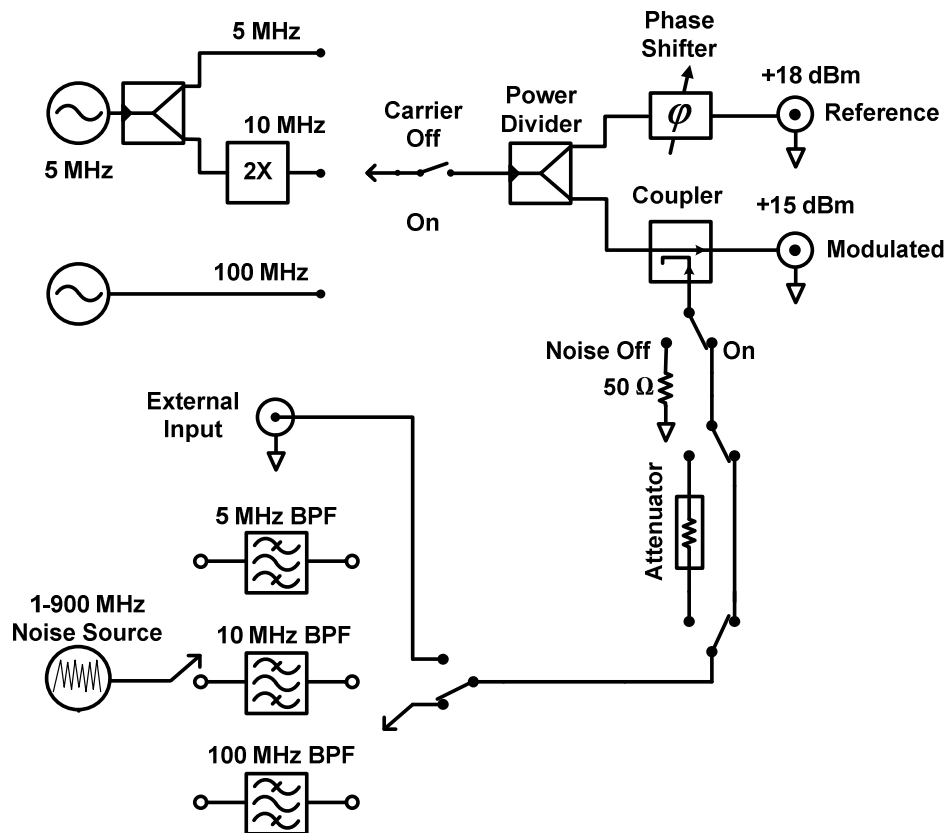 5 MHz
Phase
Shifter
+18 dBm
Reference
Carrier
Off
Power
Divider
φ
10 MHz
2X
5 MHz
On
Coupler
+15 dBm
Modulated
100 MHz
Noise Off
On
50 Ω
External
Input
Attenuator
5 MHz BPF
1-900 MHz
Noise Source
10 MHz BPF
100 MHz BPF